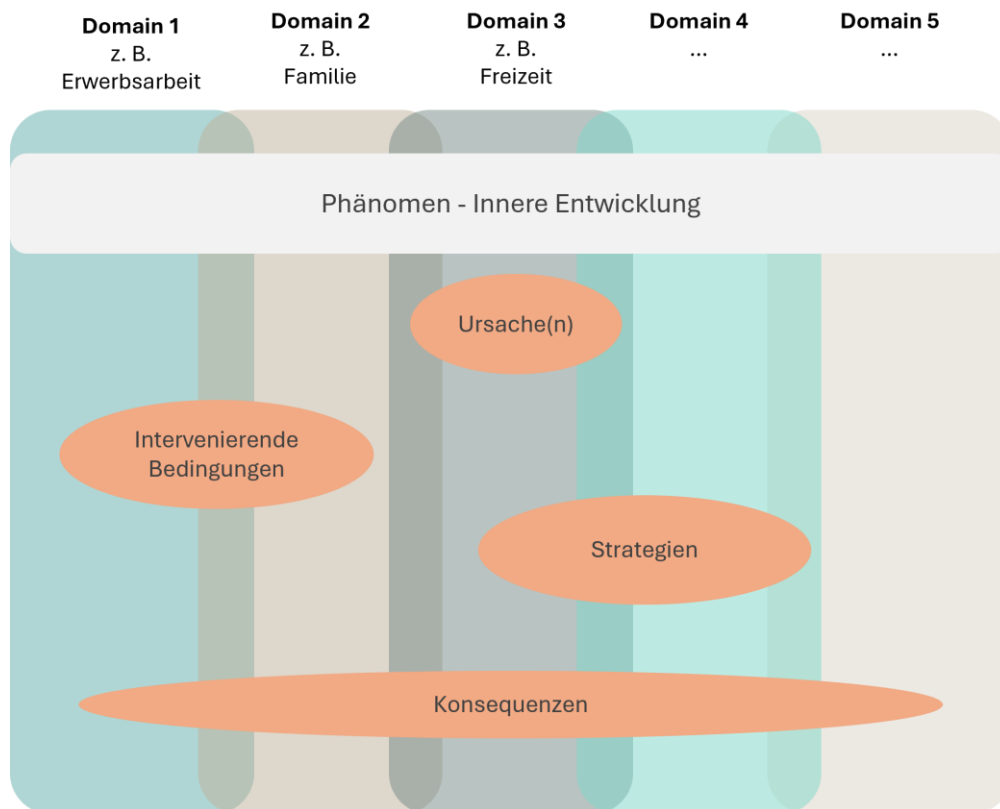 Domain 1
z. B.
Erwerbsarbeit
Domain 2
z. B.
Familie
Domain 3
z. B.
Freizeit
Domain 4
...
Domain 5
...
Phänomen - Innere Entwicklung
Ursache(n)
Intervenierende
Bedingungen
Strategien
Konsequenzen